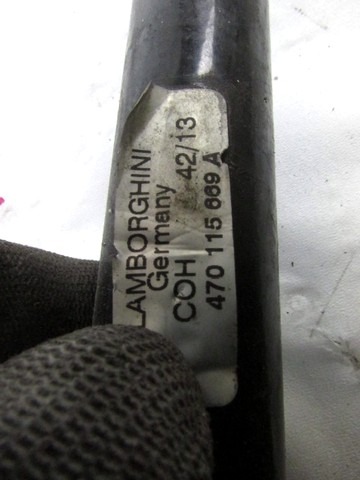 LAMBORGHINI
Germany
COH 42/13
470 115 669 A